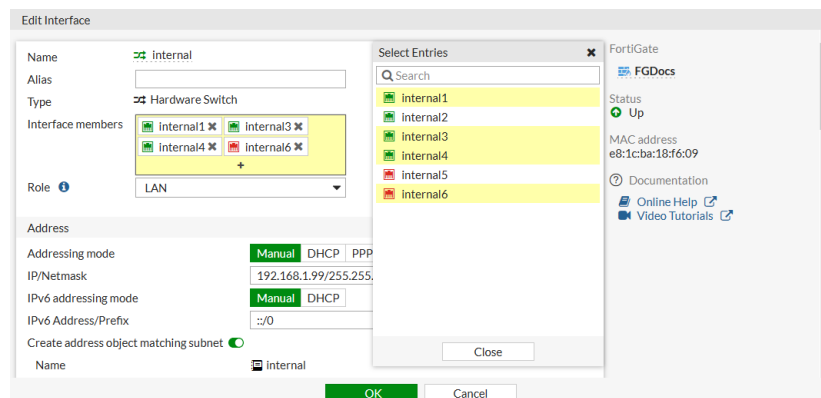 Edit Interface
Name
internal
Alias
Type
Hardware Switch
Interface members
internal1
internal3
internal4
internal6
+
Role
LAN
Address
Addressing mode
Manual DHCP PPP
IP/Netmask
192.168.1.99/255.255.
IPv6 addressing mode
Manual DHCP
IPv6 Address/Prefix
::/0
Create address object matching subnet
Name
internal
Select Entries
Search
internal1
internal2
internal3
internal4
internal5
internal6
Close
FortiGate
FGDocs
Status
Up
MAC address
e8:1c:ba:18:f6:09
Documentation
Online Help
Video Tutorials
OK
Cancel